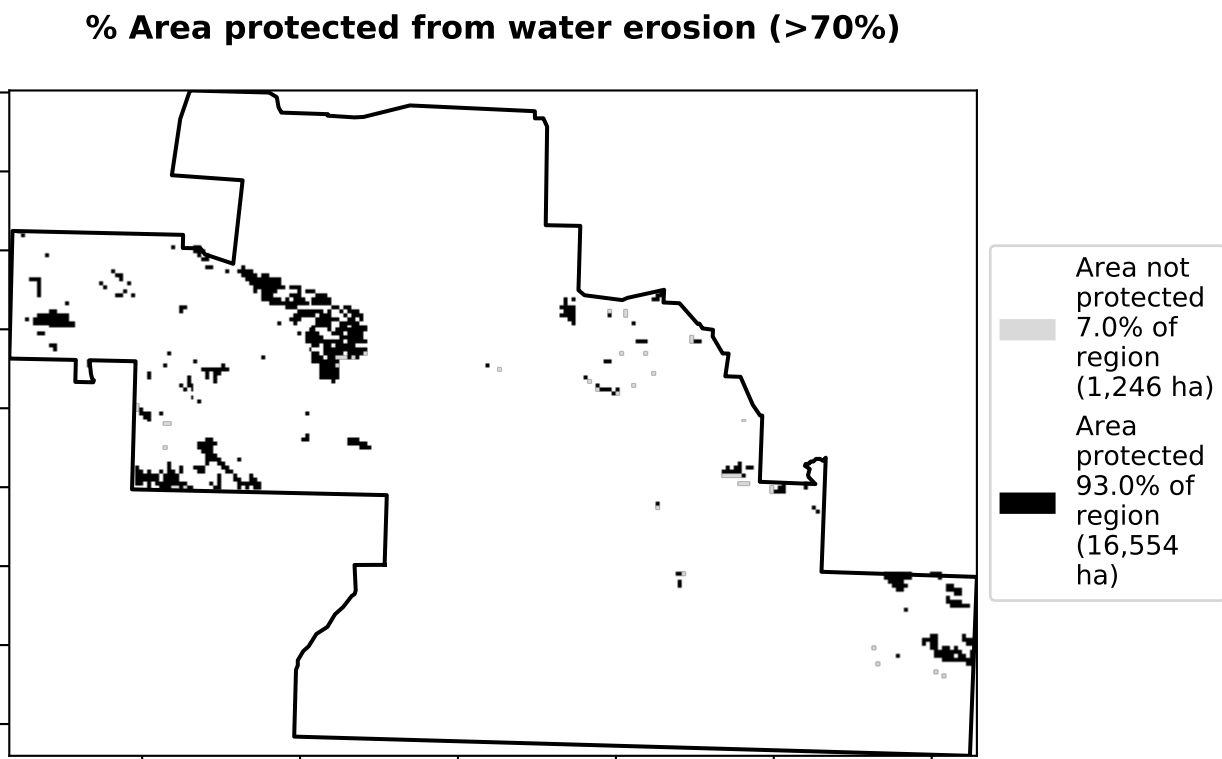 % Area protected from water erosion (>70%)
Area not
protected
7.0% of
region
(1,246 ha)
Area
protected
93.0% of
region
(16,554
ha)